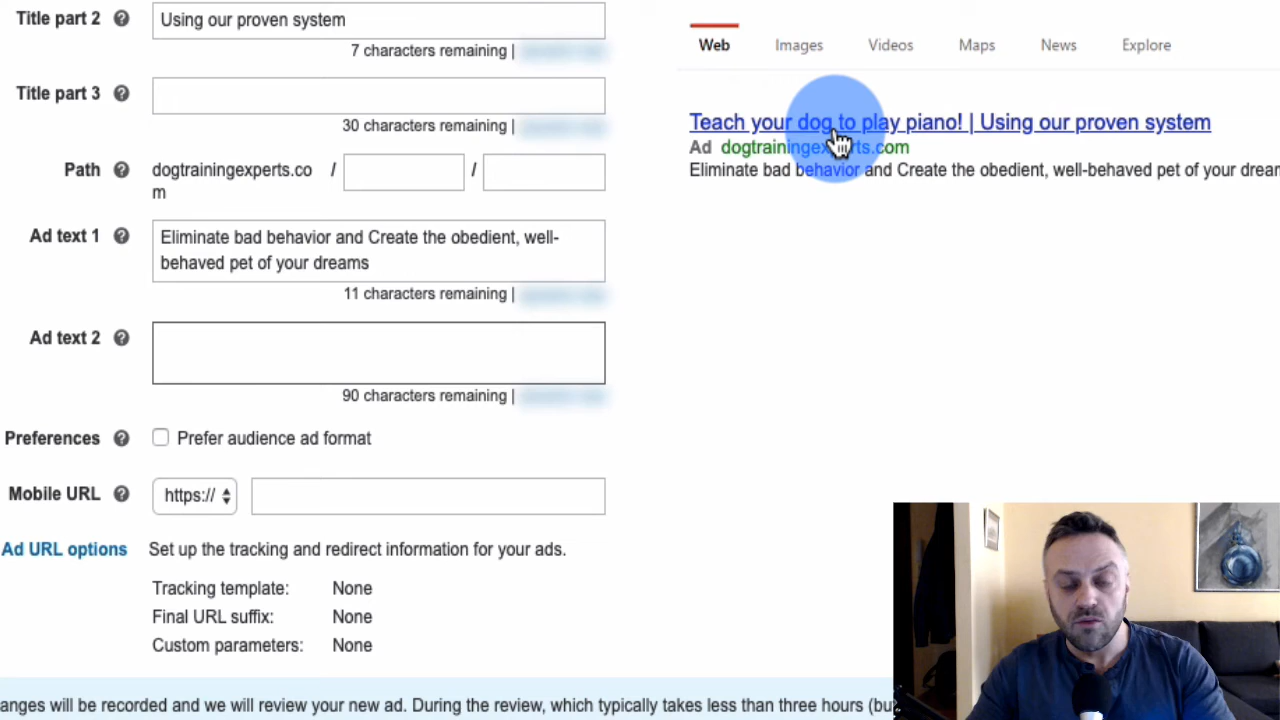 Title part 2
Using our proven system
7 characters remaining |
Title part 3
30 characters remaining |
Path
dogtrainingexperts.co
m
/
/
Ad text 1
Eliminate bad behavior and Create the obedient, well-
behaved pet of your dreams
11 characters remaining |
Ad text 2
90 characters remaining |
Preferences
Prefer audience ad format
Mobile URL
https://
Ad URL options
Set up the tracking and redirect information for your ads.
Tracking template: None
Final URL suffix: None
Custom parameters: None
anges will be recorded and we will review your new ad. During the review, which typically takes less than three hours (bu
Web Images Videos Maps News Explore
Teach your dog to play piano! | Using our proven system
Ad dogtrainingexperts.com
Eliminate bad behavior and Create the obedient, well-behaved pet of your drear